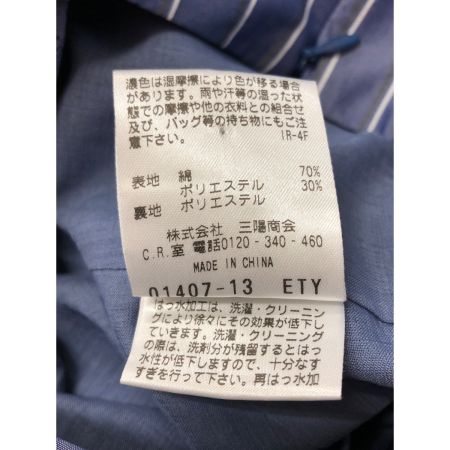 濃色は湿摩擦により色が移る場合
があります。雨や汗等の湿った状
態での摩擦や他の衣料との組合せ
及び、バッグ等の持ち物にもご注
意下さい。 IR-4F
表地 綿 70%
ポリエステル 30%
裏地 ポリエステル
株式会社 三陽商会
C.R.室 電話0120-340-460
MADE IN CHINA
01407-13 ETY
はっ水加工は、洗濯・クリーニン
グにより徐々にその効果が低下し
ていきます。洗濯・クリーニング
の際は、洗剤分が残留するとはっ
水性が低下しますので、十分なす
すぎを行って下さい。再はっ水加